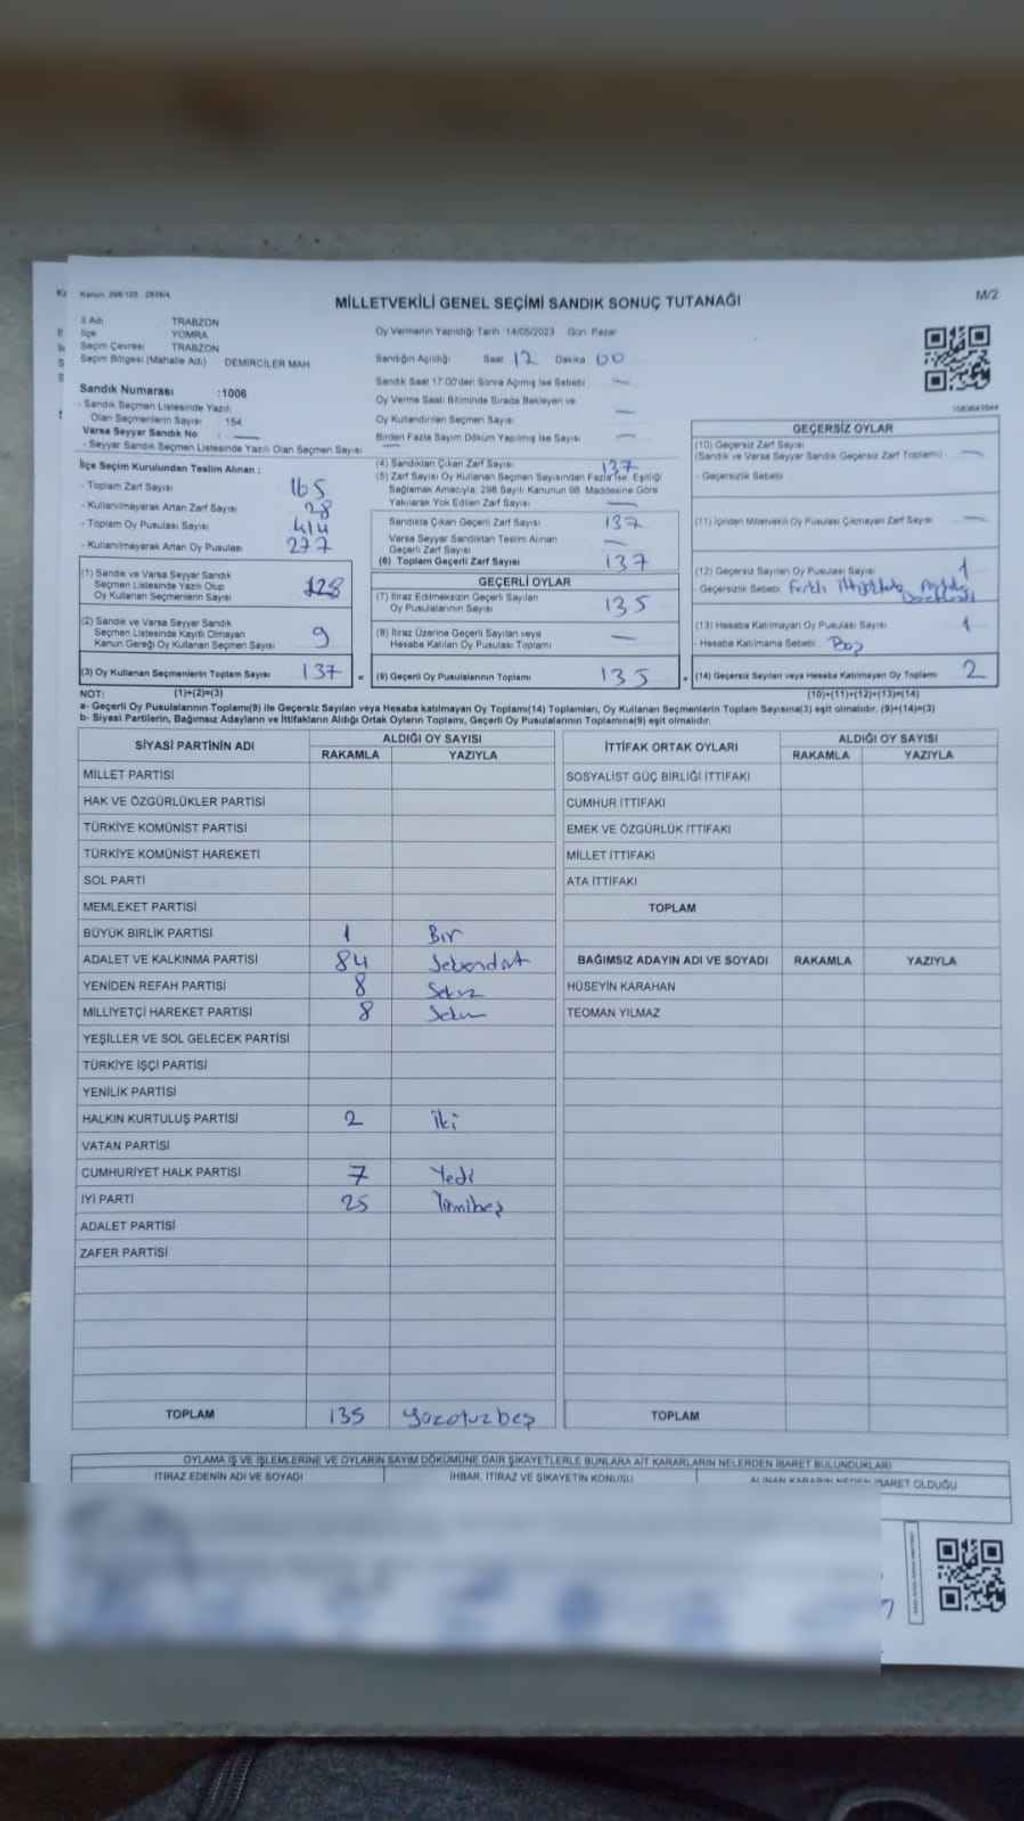 MİLLETVEKİLİ GENEL SEÇİMİ SANDIK SONUÇ TUTANAĞI
M/2
İl Adı TRABZON
İlçe YOMRA
Seçim Çevresi TRABZON
Seçim Bölgesi (Mahalle Adı) DEMİRCİLER MAH
Sandık Numarası :1006
- Sandık Seçmen Listesinde Yazılı
Olan Seçmenlerin Sayısı 154
Varsa Seyyar Sandık No
- Seyyar Sandık Seçmen Listesinde Yazılı Olan Seçmen Sayısı
İlçe Seçim Kurulundan Teslim Alınan :
- Toplam Zarf Sayısı 165
- Kullanılmayarak Artan Zarf Sayısı 28
- Toplam Oy Pusulası Sayısı 414
- Kullanılmayarak Artan Oy Pusulası 277
(1) Sandık ve Varsa Seyyar Sandık
Seçmen Listesinde Yazılı Olup
Oy Kullanan Seçmenlerin Sayısı 128
(2) Sandık ve Varsa Seyyar Sandık
Seçmen Listesinde Kayıtlı Olmayan
Kanun Gereği Oy Kullanan Seçmen Sayısı 9
(3) Oy Kullanan Seçmenlerin Toplam Sayısı 137
Oy Vermenin Yapıldığı Tarih 14/05/2023 Gün Pazar
Sandığın Açıldığı Saat 12 Dakika 00
Sandık Saat 17:00'den Sonra Açılmış İse Sebebi
Oy Verme Saati Bitiminde Sırada Bekleyen ve
Oy Kullandırılan Seçmen Sayısı
Birden Fazla Sayım Döküm Yapılmış İse Sayısı
(4) Sandıktan Çıkan Zarf Sayısı 137
(5) Zarf Sayısı Oy Kullanan Seçmen Sayısından Fazla İse, Eşitliği
Sağlamak Amacıyla, 298 Sayılı Kanunun 98. Maddesine Göre
Yakılarak Yok Edilen Zarf Sayısı
Sandıkta Çıkan Geçerli Zarf Sayısı 137
Varsa Seyyar Sandıktan Teslim Alınan
Geçerli Zarf Sayısı
(6) Toplam Geçerli Zarf Sayısı 137
GEÇERLİ OYLAR
(7) İtiraz Edilmeksizin Geçerli Sayılan
Oy Pusulalarının Sayısı 135
(8) İtiraz Üzerine Geçerli Sayılan veya
Hesaba Katılan Oy Pusulası Toplamı
(9) Geçerli Oy Pusulalarının Toplamı 135
GEÇERSİZ OYLAR
(10) Geçersiz Zarf Sayısı
(Sandık ve Varsa Seyyar Sandık Geçersiz Zarf Toplamı)
- Geçersizlik Sebebi
(11) İçinden Milletvekili Oy Pusulası Çıkmayan Zarf Sayısı
(12) Geçersiz Sayılan Oy Pusulası Sayısı 1
Geçersizlik Sebebi Farklı
(13) Hesaba Katılmayan Oy Pusulası Sayısı 1
- Hesaba Katılmama Sebebi Boş
(14) Geçersiz Sayılan veya Hesaba Katılmayan Oy Toplamı 2
NOT: (1)+(2)=(3) (10)+(11)+(12)+(13)=(14)
a- Geçerli Oy Pusulalarının Toplamı(9) ile Geçersiz Sayılan veya Hesaba katılmayan Oy Toplamı(14) Toplamları, Oy Kullanan Seçmenlerin Toplam Sayısına(3) eşit olmalıdır. (9)+(14)=(3)
b- Siyasi Partilerin, Bağımsız Adayların ve İttifakların Aldığı Ortak Oyların Toplamı, Geçerli Oy Pusulalarının Toplamına(9) eşit olmalıdır.
SİYASİ PARTİNİN ADI ALDIĞI OY SAYISI
RAKAMLA YAZIYLA
MİLLET PARTİSİ
HAK VE ÖZGÜRLÜKLER PARTİSİ
TÜRKİYE KOMÜNİST PARTİSİ
TÜRKİYE KOMÜNİST HAREKETİ
SOL PARTİ
MEMLEKET PARTİSİ
BÜYÜK BİRLİK PARTİSİ 1 Bir
ADALET VE KALKINMA PARTİSİ 84 Seksendört
YENİDEN REFAH PARTİSİ 8 Sekiz
MİLLİYETÇİ HAREKET PARTİSİ 8 Sekiz
YEŞİLLER VE SOL GELECEK PARTİSİ
TÜRKİYE İŞÇİ PARTİSİ
YENİLİK PARTİSİ
HALKIN KURTULUŞ PARTİSİ 2 İki
VATAN PARTİSİ
CUMHURİYET HALK PARTİSİ 7 Yedi
İYİ PARTİ 25 Yirmibeş
ADALET PARTİSİ
ZAFER PARTİSİ
TOPLAM 135 Yüzotuzbeş
İTTİFAK ORTAK OYLARI ALDIĞI OY SAYISI
RAKAMLA YAZIYLA
SOSYALİST GÜÇ BİRLİĞİ İTTİFAKI
CUMHUR İTTİFAKI
EMEK VE ÖZGÜRLÜK İTTİFAKI
MİLLET İTTİFAKI
ATA İTTİFAKI
TOPLAM
BAĞIMSIZ ADAYIN ADI VE SOYADI RAKAMLA YAZIYLA
HÜSEYİN KARAHAN
TEOMAN YILMAZ
TOPLAM
OYLAMA İŞ VE İŞLEMLERİNE VE OYLARIN SAYIM DÖKÜMÜNE DAİR ŞİKAYETLERLE BUNLARA AİT KARARLARIN NELERDEN İBARET BULUNDUKLARI
İTİRAZ EDENİN ADI VE SOYADI İHBAR, İTİRAZ VE ŞİKAYETİN KONUSU ALINAN KARARIN NEDEN İBARET OLDUĞU